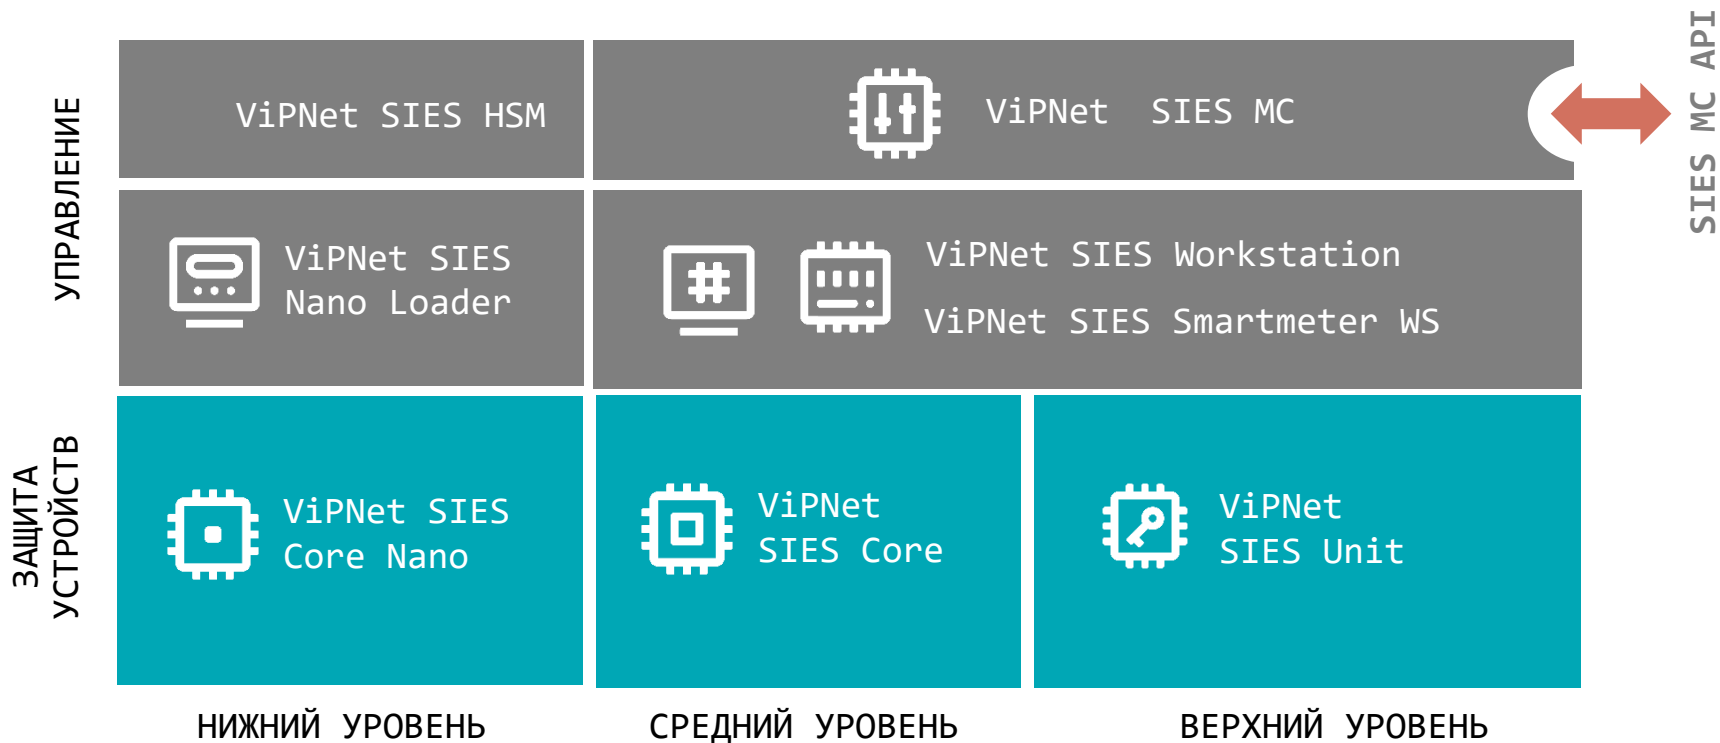 SIES MC API
УПРАВЛЕНИЕ
ViPNet SIES HSM
ViPNet SIES MC
ViPNet SIES
Nano Loader
ViPNet SIES Workstation
ViPNet SIES Smartmeter WS
ЗАЩИТА
УСТРОЙСТВ
ViPNet SIES
Core Nano
ViPNet
SIES Core
ViPNet
SIES Unit
НИЖНИЙ УРОВЕНЬ
СРЕДНИЙ УРОВЕНЬ
ВЕРХНИЙ УРОВЕНЬ